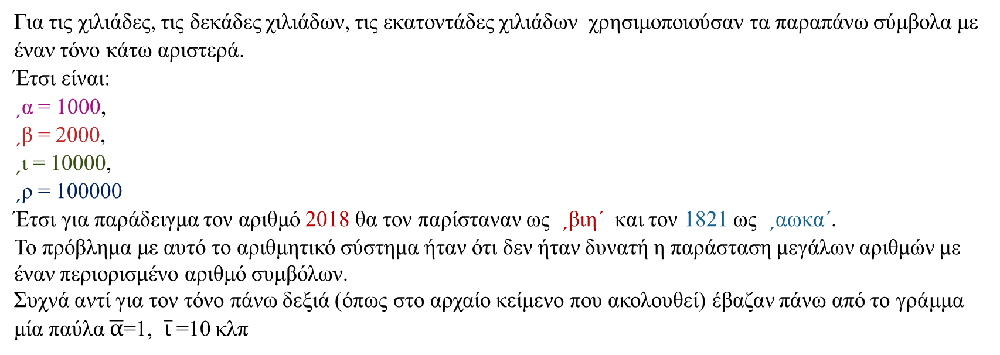 Για τις χιλιάδες, τις δεκάδες χιλιάδων, τις εκατοντάδες χιλιάδων  χρησιμοποιούσαν τα παραπάνω σύμβολα με
έναν τόνο κάτω αριστερά.
Έτσι είναι:
͵α = 1000,
͵β = 2000,
͵ι = 10000,
͵ρ = 100000
Έτσι για παράδειγμα τον αριθμό 2018 θα τον παρίσταναν ως  ͵βιη΄  και τον 1821 ως  ͵αωκα΄.
Το πρόβλημα με αυτό το αριθμητικό σύστημα ήταν ότι δεν ήταν δυνατή η παράσταση μεγάλων αριθμών με
έναν περιορισμένο αριθμό συμβόλων.
Συχνά αντί για τον τόνο πάνω δεξιά (όπως στο αρχαίο κείμενο που ακολουθεί) έβαζαν πάνω από το γράμμα
μία παύλα α̅=1,  ι̅ =10 κλπ